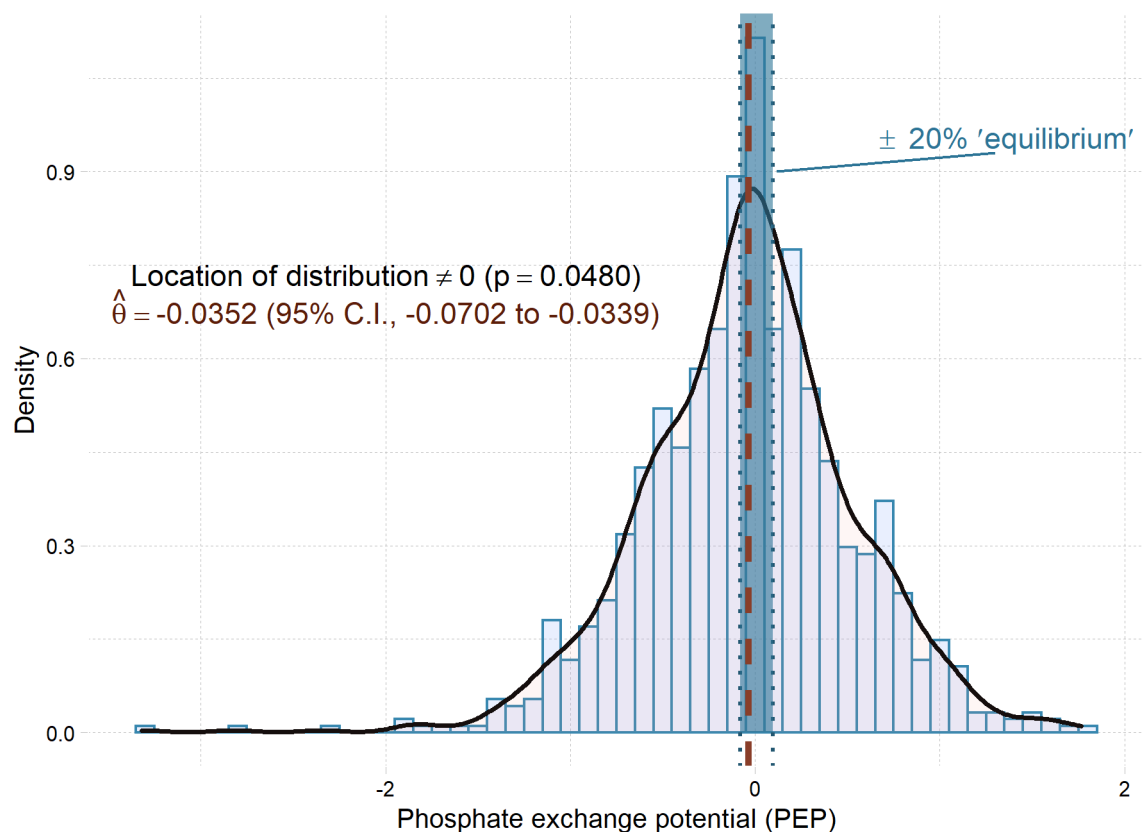 ± 20% 'equilibrium'
0.9
Location of distribution ≠ 0 (p = 0.0480)
θ̂ = -0.0352 (95% C.I., -0.0702 to -0.0339)
0.6
Density
0.3
0.0
-2 0 2
Phosphate exchange potential (PEP)